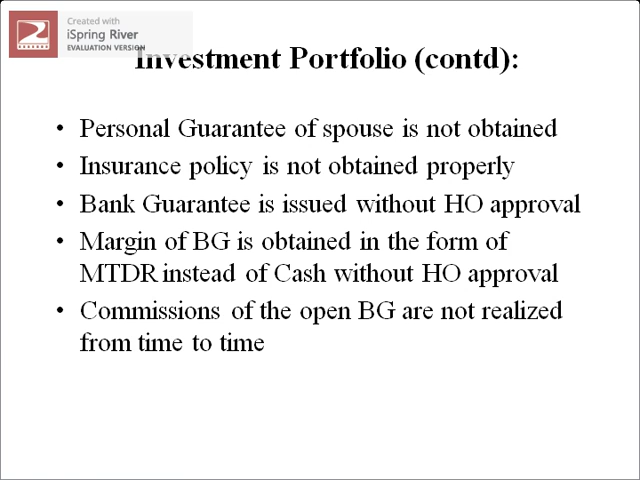 Created with
iSpring River
EVALUATION VERSION
Investment Portfolio (contd):
• Personal Guarantee of spouse is not obtained
• Insurance policy is not obtained properly
• Bank Guarantee is issued without HO approval
• Margin of BG is obtained in the form of
MTDR instead of Cash without HO approval
• Commissions of the open BG are not realized
from time to time